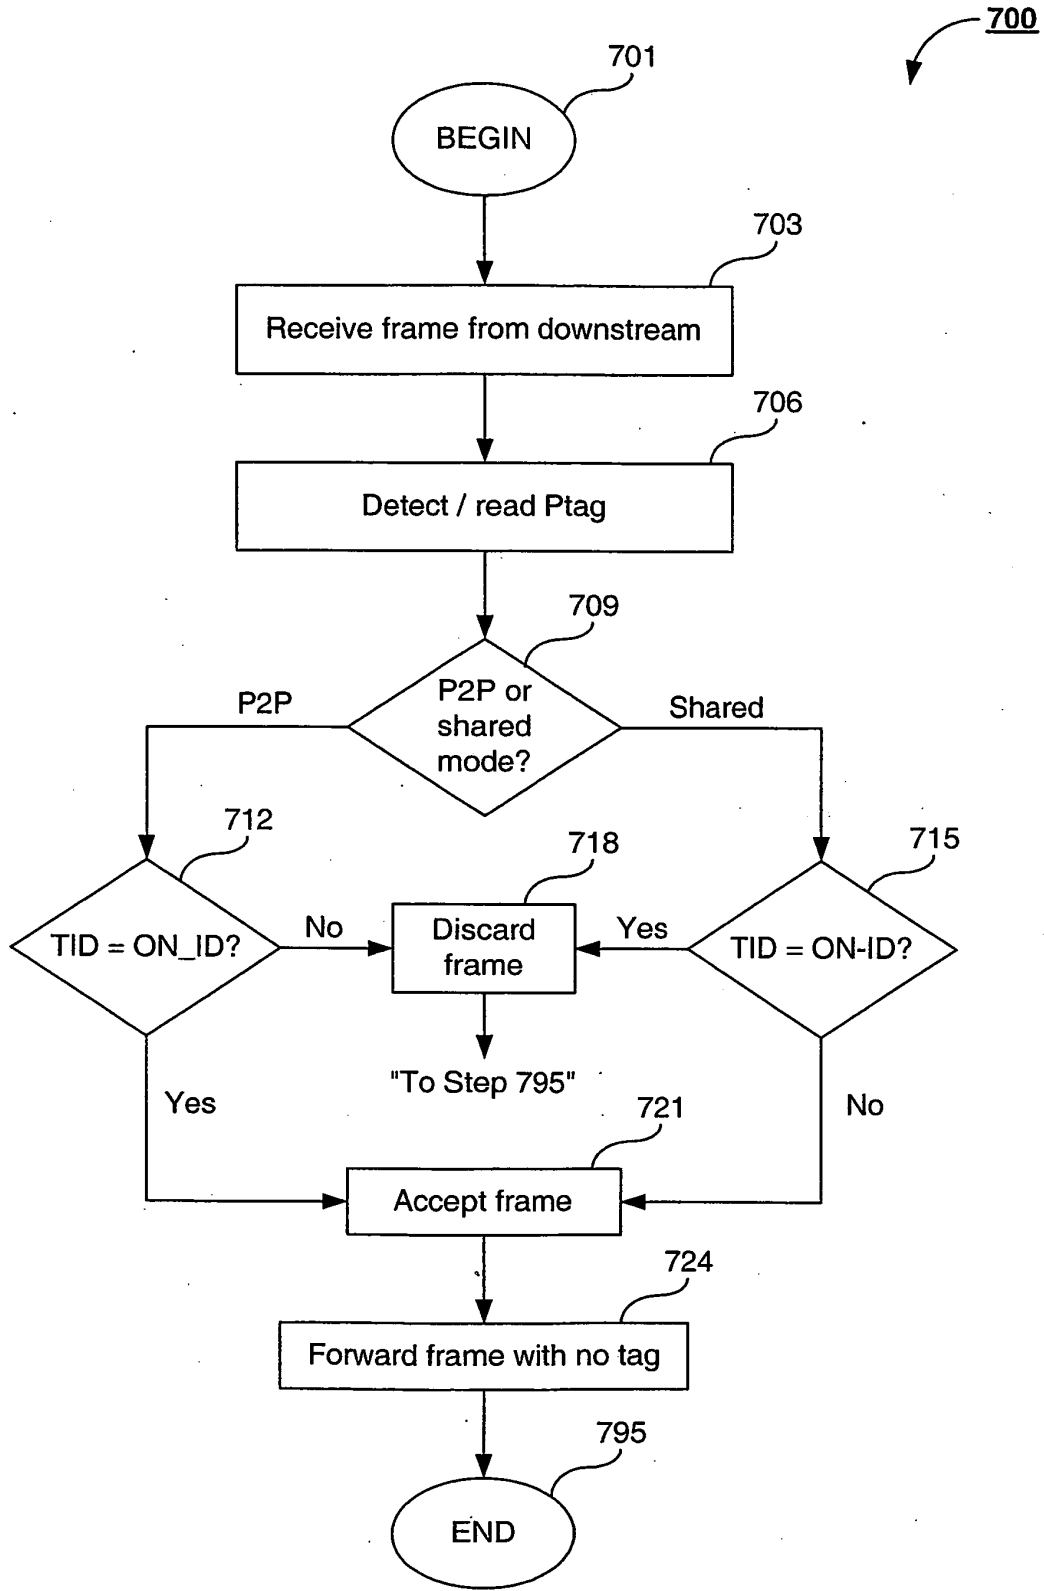 700
701
BEGIN
703
Receive frame from downstream
706
Detect / read Ptag
709
P2P or
shared
mode?
P2P
Shared
712
TID = ON_ID?
No
718
Discard
frame
Yes
715
TID = ON-ID?
"To Step 795"
Yes
No
721
Accept frame
724
Forward frame with no tag
795
END